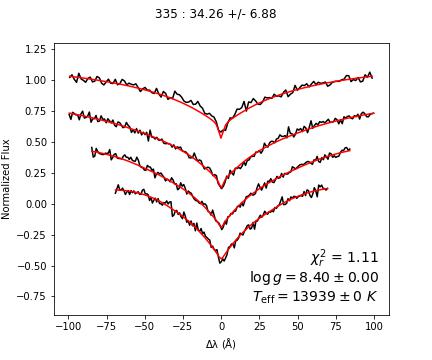 335 : 34.26 +/- 6.88
1.25
1.00
0.75
0.50
0.25
0.00
−0.25
−0.50
−0.75
Normalized Flux
χ²ᵣ = 1.11
log g = 8.40 ± 0.00
T_eff = 13939 ± 0 K
−100 −75 −50 −25 0 25 50 75 100
Δλ (Å)